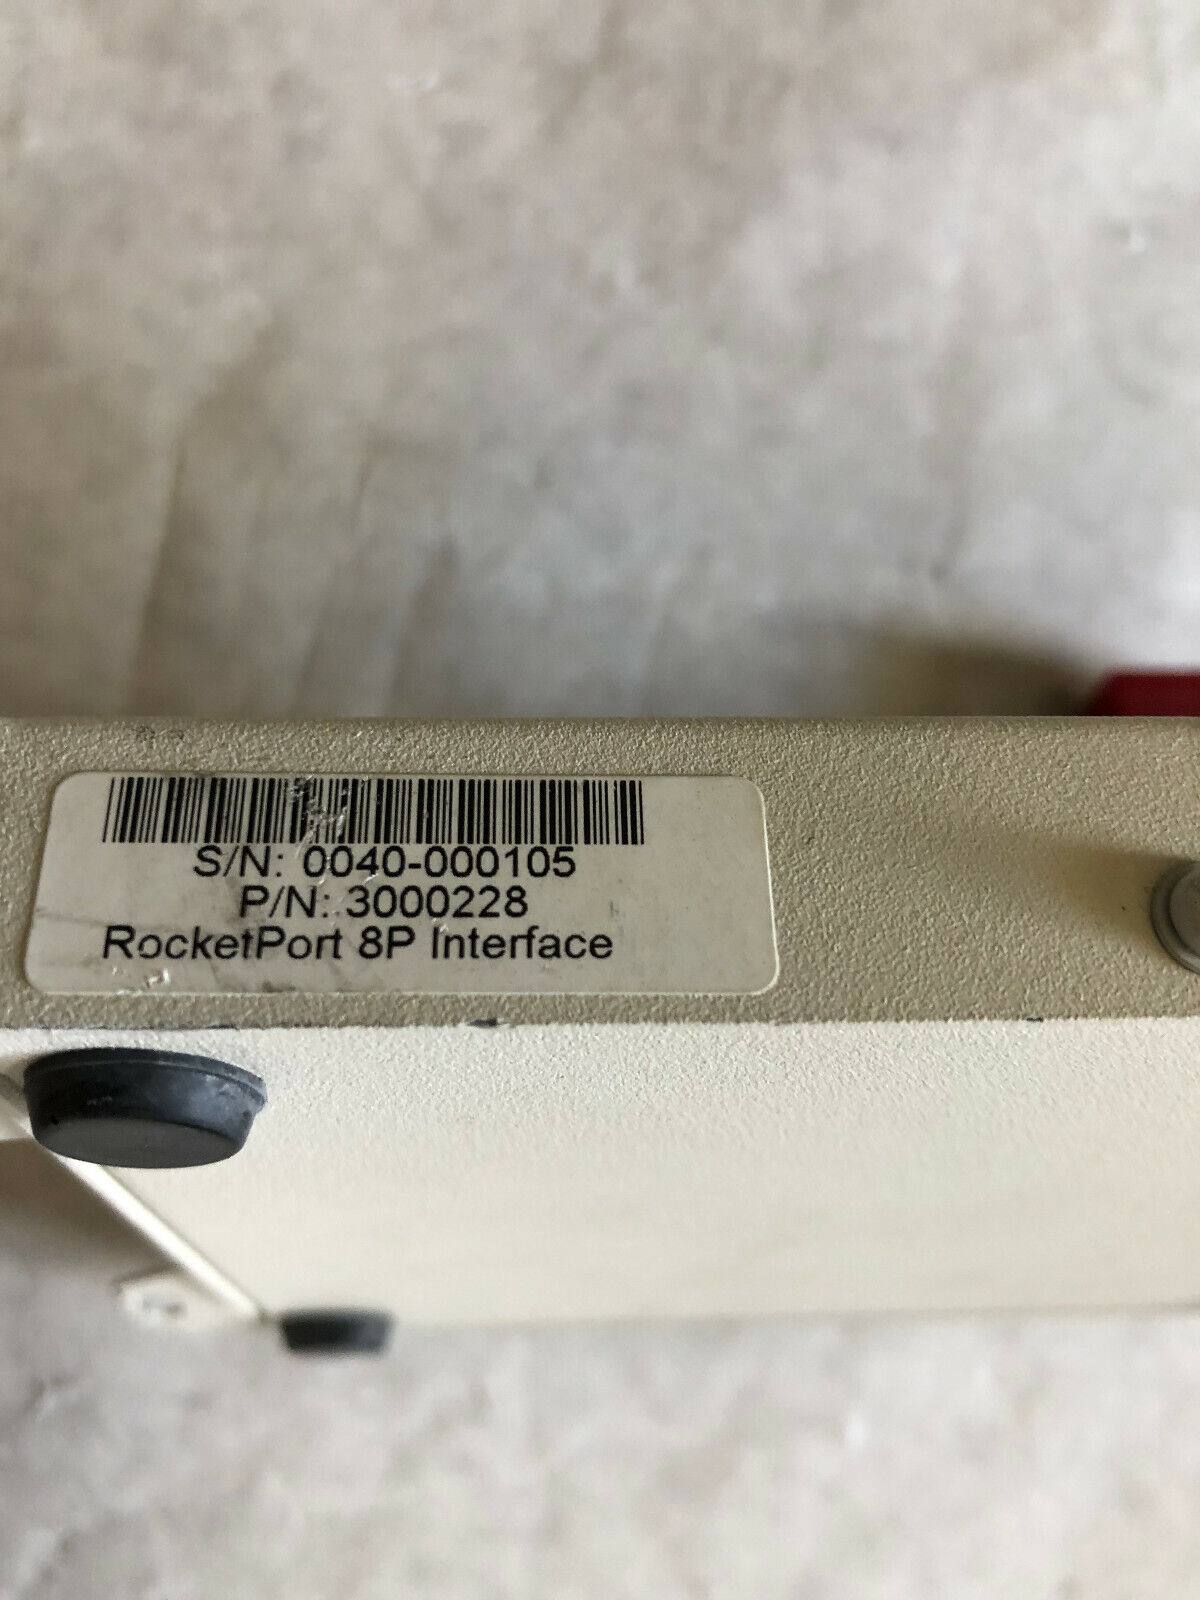 S/N: 0040-000105
P/N: 3000228
RocketPort 8P Interface